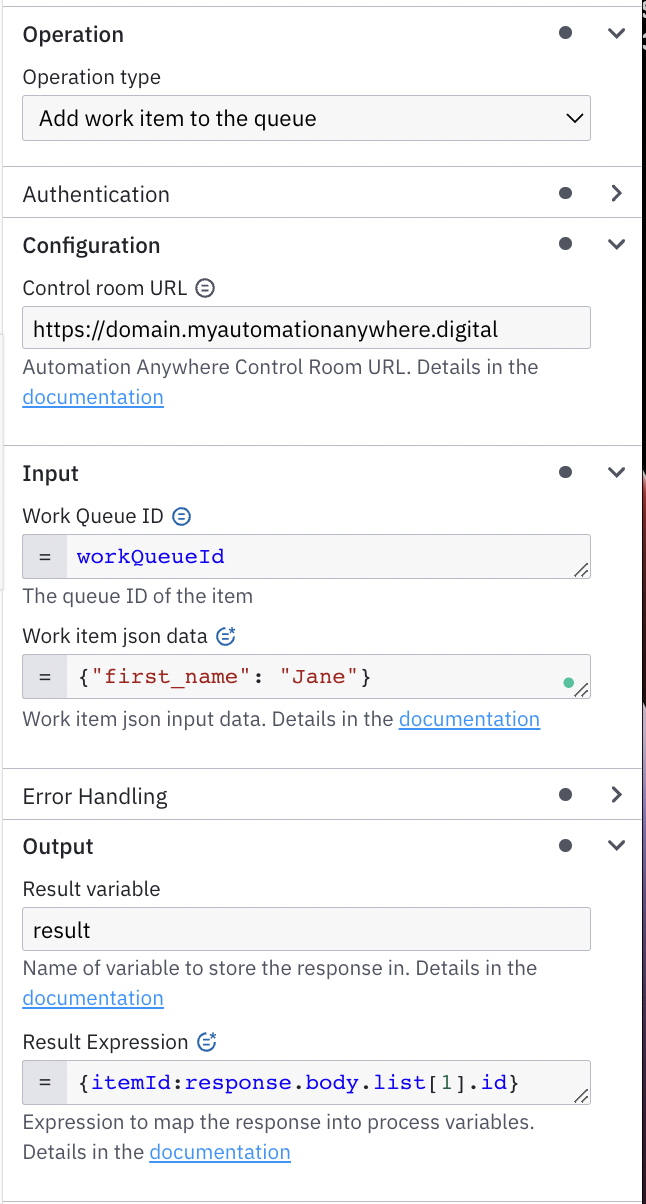 Operation
Operation type
Add work item to the queue
Authentication
Configuration
Control room URL
https://domain.myautomationanywhere.digital
Automation Anywhere Control Room URL. Details in the
documentation
Input
Work Queue ID
= workQueueId
The queue ID of the item
Work item json data
= {"first_name": "Jane"}
Work item json input data. Details in the documentation
Error Handling
Output
Result variable
result
Name of variable to store the response in. Details in the
documentation
Result Expression
= {itemId:response.body.list[1].id}
Expression to map the response into process variables.
Details in the documentation